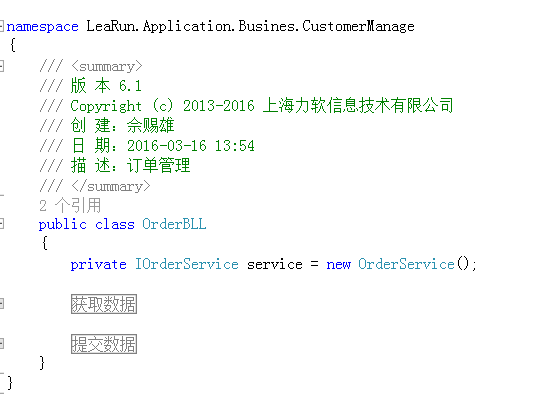 namespace LeaRun.Application.Busines.CustomerManage
{
/// <summary>
/// 版 本 6.1
/// Copyright (c) 2013-2016 上海力软信息技术有限公司
/// 创 建：佘赐雄
/// 日 期：2016-03-16 13:54
/// 描 述：订单管理
/// </summary>
2 个引用
public class OrderBLL
{
private IOrderService service = new OrderService();
获取数据
提交数据
}
}